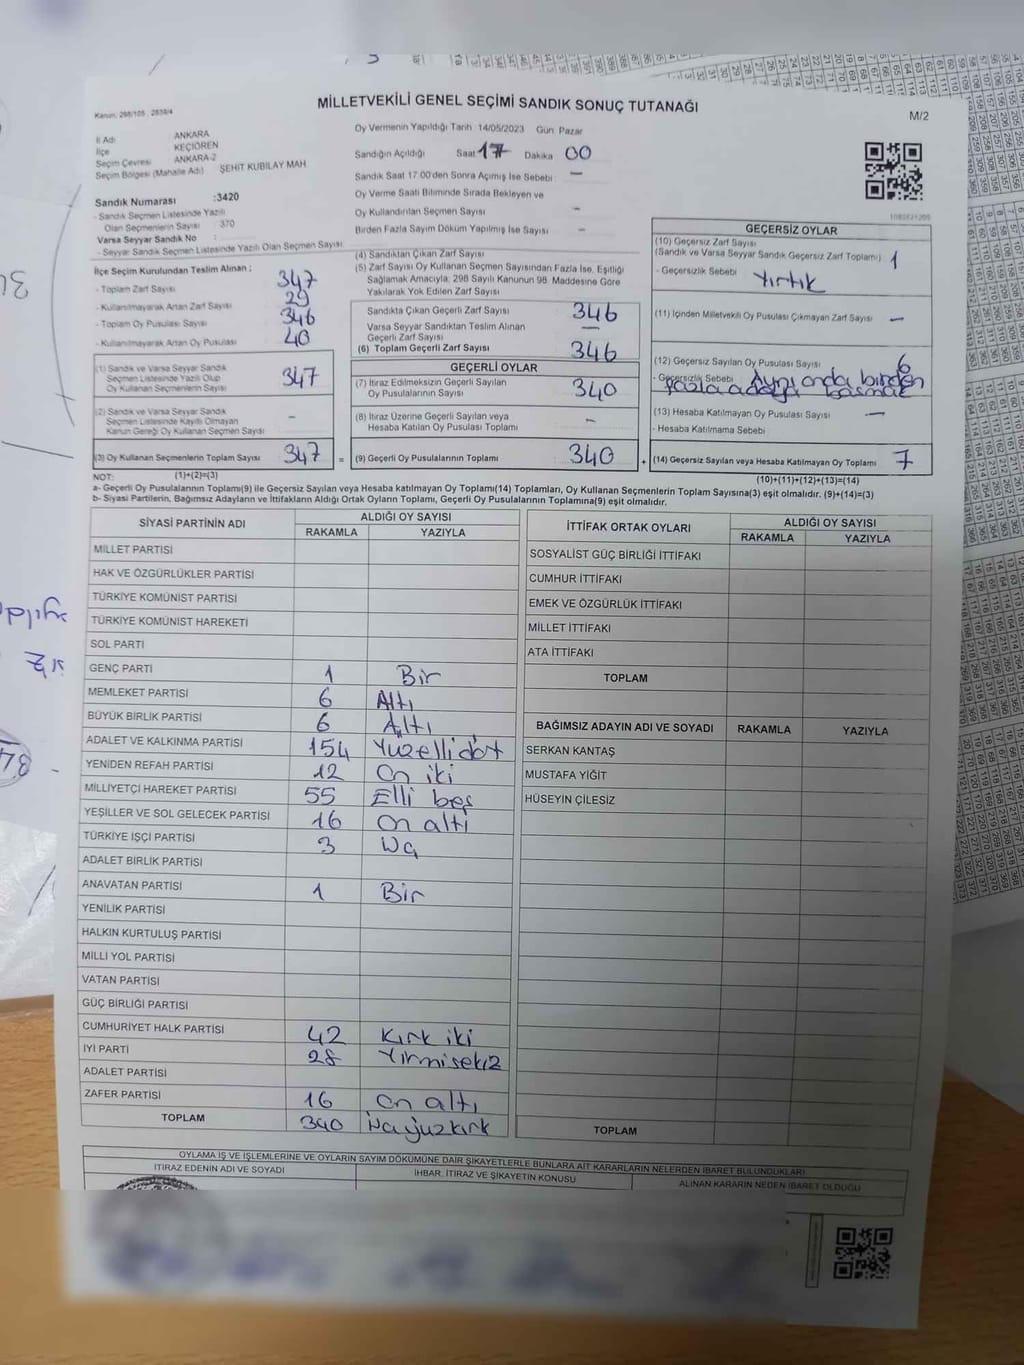 MİLLETVEKİLİ GENEL SEÇİMİ SANDIK SONUÇ TUTANAĞI
M/2
Kanun: 298/105 , 2839/4
İl Adı ANKARA
İlçe KEÇİÖREN
Seçim Çevresi ANKARA-2
Seçim Bölgesi (Mahalle Adı) ŞEHİT KUBİLAY MAH
Sandık Numarası :3420
- Sandık Seçmen Listesinde Yazılı
Olan Seçmenlerin Sayısı : 370
Varsa Seyyar Sandık No :
- Seyyar Sandık Seçmen Listesinde Yazılı Olan Seçmen Sayısı:
Oy Vermenin Yapıldığı Tarih 14/05/2023 Gün Pazar
Sandığın Açıldığı Saat 17 Dakika 00
Sandık Saat 17.00'den Sonra Açılmış İse Sebebi : —
Oy Verme Saati Bitiminde Sırada Bekleyen ve
Oy Kullandırılan Seçmen Sayısı -
Birden Fazla Sayım Döküm Yapılmış İse Sayısı : -
İlçe Seçim Kurulundan Teslim Alınan ;
- Toplam Zarf Sayısı 347
- Kullanılmayarak Artan Zarf Sayısı 29
- Toplam Oy Pusulası Sayısı 346
- Kullanılmayarak Artan Oy Pusulası 40
(1) Sandık ve Varsa Seyyar Sandık
Seçmen Listesinde Yazılı Olup
Oy Kullanan Seçmenlerin Sayısı 347
(2) Sandık ve Varsa Seyyar Sandık
Seçmen Listesinde Kayıtlı Olmayan
Kanun Gereği Oy Kullanan Seçmen Sayısı -
(3) Oy Kullanan Seçmenlerin Toplam Sayısı 347 =
(4) Sandıktan Çıkan Zarf Sayısı
(5) Zarf Sayısı Oy Kullanan Seçmen Sayısından Fazla İse, Eşitliği
Sağlamak Amacıyla; 298 Sayılı Kanunun 98. Maddesine Göre
Yakılarak Yok Edilen Zarf Sayısı
Sandıkta Çıkan Geçerli Zarf Sayısı 346
Varsa Seyyar Sandıktan Teslim Alınan
Geçerli Zarf Sayısı —
(6) Toplam Geçerli Zarf Sayısı 346
GEÇERLİ OYLAR
(7) İtiraz Edilmeksizin Geçerli Sayılan
Oy Pusulalarının Sayısı 340
(8) İtiraz Üzerine Geçerli Sayılan veya
Hesaba Katılan Oy Pusulası Toplamı -
(9) Geçerli Oy Pusulalarının Toplamı 340 +
GEÇERSİZ OYLAR
(10) Geçersiz Zarf Sayısı
(Sandık ve Varsa Seyyar Sandık Geçersiz Zarf Toplamı) 1
- Geçersizlik Sebebi : Yırtık
(11) İçinden Milletvekili Oy Pusulası Çıkmayan Zarf Sayısı —
(12) Geçersiz Sayılan Oy Pusulası Sayısı 6
- Geçersizlik Sebebi Aynı anda birden
fazla adaya basmak
(13) Hesaba Katılmayan Oy Pusulası Sayısı —
- Hesaba Katılmama Sebebi
(14) Geçersiz Sayılan veya Hesaba Katılmayan Oy Toplamı 7
NOT: (1)+(2)=(3)
(10)+(11)+(12)+(13)=(14)
a- Geçerli Oy Pusulalarının Toplamı(9) ile Geçersiz Sayılan veya Hesaba katılmayan Oy Toplamı(14) Toplamları, Oy Kullanan Seçmenlerin Toplam Sayısına(3) eşit olmalıdır. (9)+(14)=(3)
b- Siyasi Partilerin, Bağımsız Adayların ve İttifakların Aldığı Ortak Oyların Toplamı, Geçerli Oy Pusulalarının Toplamına(9) eşit olmalıdır.
SİYASİ PARTİNİN ADI ALDIĞI OY SAYISI
RAKAMLA YAZIYLA
MİLLET PARTİSİ
HAK VE ÖZGÜRLÜKLER PARTİSİ
TÜRKİYE KOMÜNİST PARTİSİ
TÜRKİYE KOMÜNİST HAREKETİ
SOL PARTİ
GENÇ PARTİ 1 Bir
MEMLEKET PARTİSİ 6 Altı
BÜYÜK BİRLİK PARTİSİ 6 Altı
ADALET VE KALKINMA PARTİSİ 154 Yüzellidört
YENİDEN REFAH PARTİSİ 12 On iki
MİLLİYETÇİ HAREKET PARTİSİ 55 Elli beş
YEŞİLLER VE SOL GELECEK PARTİSİ 16 On altı
TÜRKİYE İŞÇİ PARTİSİ 3 Üç
ADALET BİRLİK PARTİSİ
ANAVATAN PARTİSİ 1 Bir
YENİLİK PARTİSİ
HALKIN KURTULUŞ PARTİSİ
MİLLİ YOL PARTİSİ
VATAN PARTİSİ
GÜÇ BİRLİĞİ PARTİSİ
CUMHURİYET HALK PARTİSİ 42 Kırk iki
İYİ PARTİ 28 Yirmisekiz
ADALET PARTİSİ
ZAFER PARTİSİ 16 On altı
TOPLAM 340 Üçyüzkırk
İTTİFAK ORTAK OYLARI ALDIĞI OY SAYISI
RAKAMLA YAZIYLA
SOSYALİST GÜÇ BİRLİĞİ İTTİFAKI
CUMHUR İTTİFAKI
EMEK VE ÖZGÜRLÜK İTTİFAKI
MİLLET İTTİFAKI
ATA İTTİFAKI
TOPLAM
BAĞIMSIZ ADAYIN ADI VE SOYADI RAKAMLA YAZIYLA
SERKAN KANTAŞ
MUSTAFA YİĞİT
HÜSEYİN ÇİLESİZ
TOPLAM
OYLAMA İŞ VE İŞLEMLERİNE VE OYLARIN SAYIM DÖKÜMÜNE DAİR ŞİKAYETLERLE BUNLARA AİT KARARLARIN NELERDEN İBARET BULUNDUKLARI
İTİRAZ EDENİN ADI VE SOYADI İHBAR, İTİRAZ VE ŞİKAYETİN KONUSU ALINAN KARARIN NEDEN İBARET OLDUĞU